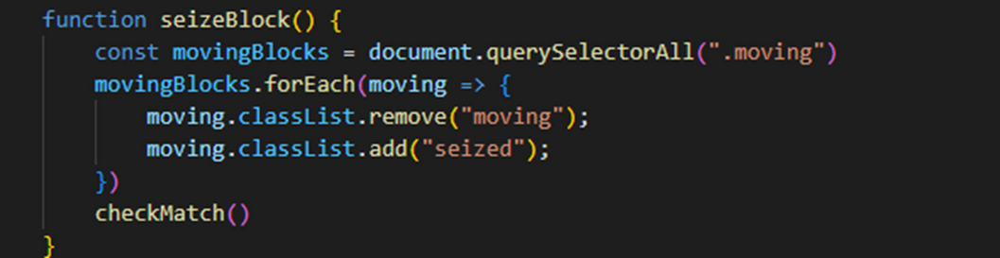 function seizeBlock() {
    const movingBlocks = document.querySelectorAll(".moving")
    movingBlocks.forEach(moving => {
        moving.classList.remove("moving");
        moving.classList.add("seized");
    })
    checkMatch()
}